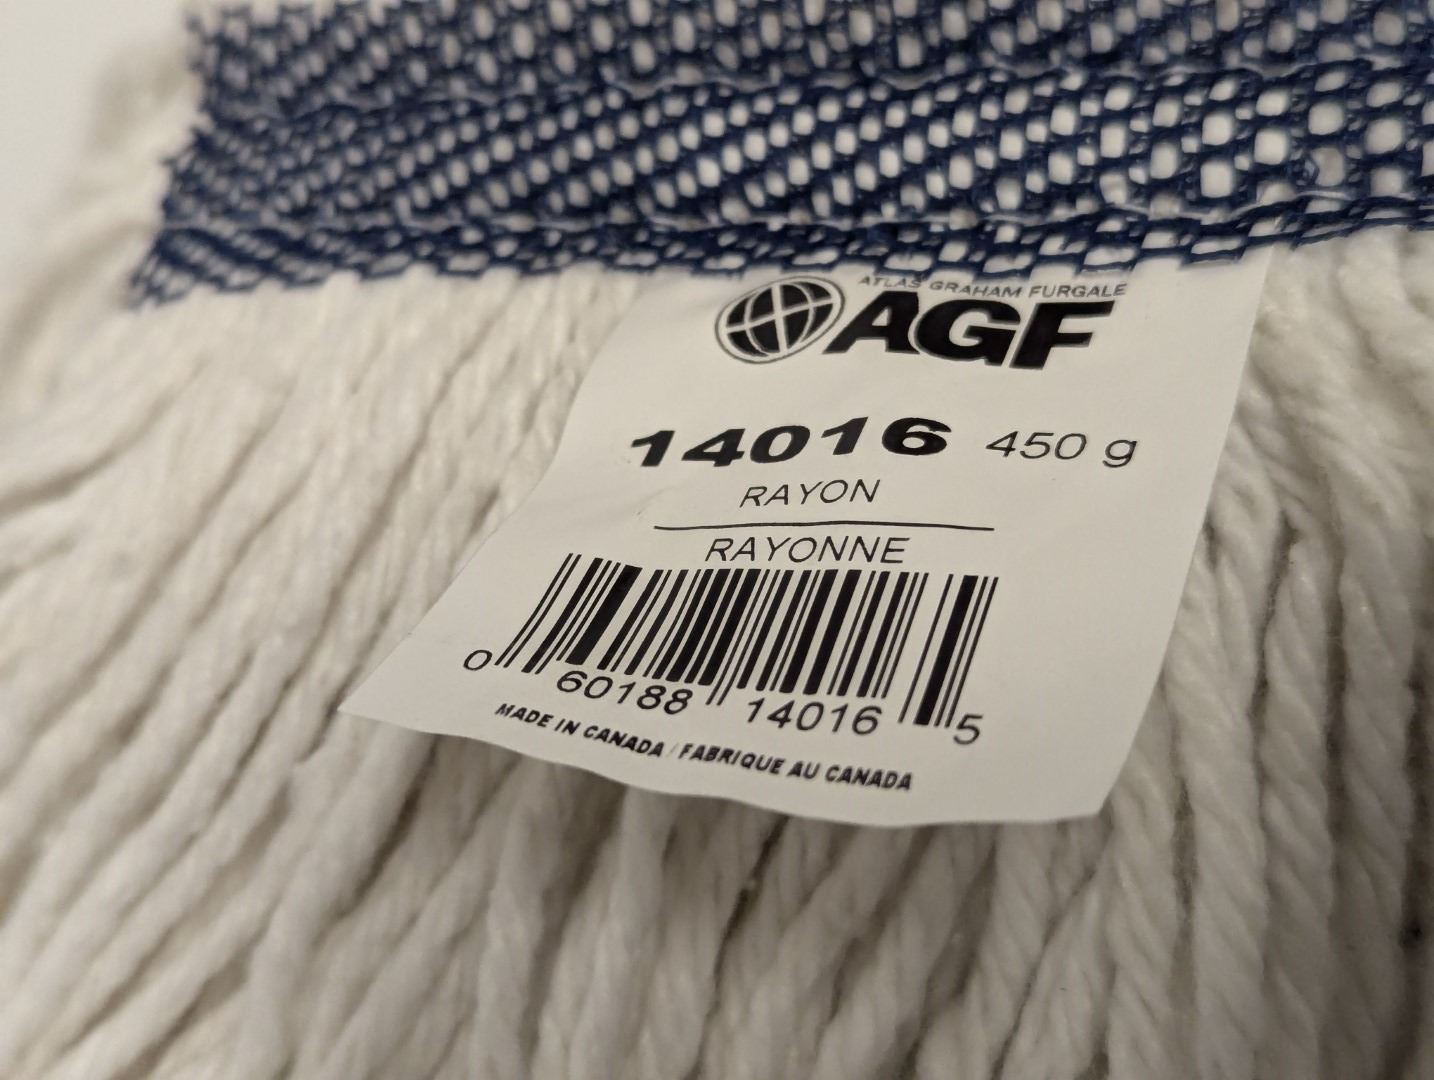 ATLAS GRAHAM FURGALE
AGF
14016 450 g
RAYON
RAYONNE
0 60188 14016 5
MADE IN CANADA / FABRIQUE AU CANADA